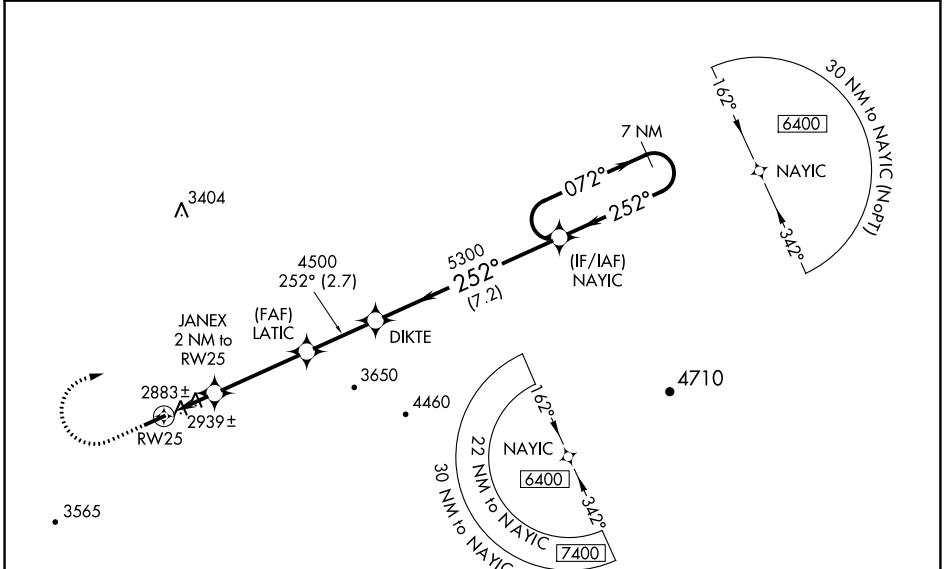 30 NM to NAYIC (NoPT)
162°
6400
NAYIC
342°
7 NM
072°
252°
3404
4500
252° (2.7)
5300
252°
(7.2)
(IF/IAF)
NAYIC
(FAF)
LATIC
DIKTE
JANEX
2 NM to
RW25
2883±
2939±
RW25
3650
4460
4710
162°
NAYIC
6400
342°
22 NM to NAYIC
7400
30 NM to NAYIC
3565